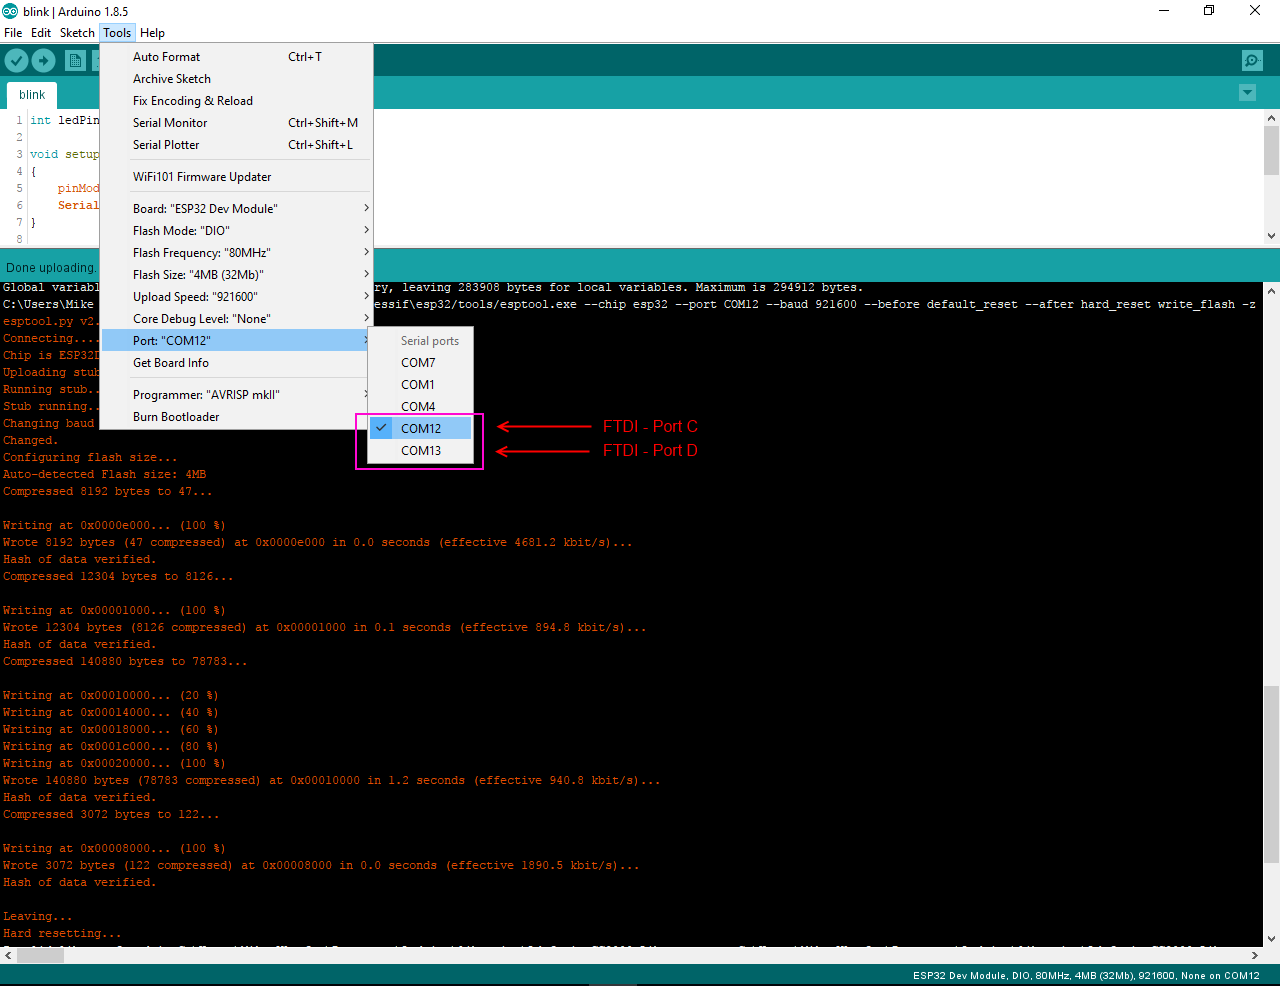 blink | Arduino 1.8.5
File Edit Sketch Tools Help
Auto Format Ctrl+T
Archive Sketch
Fix Encoding & Reload
Serial Monitor Ctrl+Shift+M
Serial Plotter Ctrl+Shift+L
WiFi101 Firmware Updater
Board: "ESP32 Dev Module"
Flash Mode: "DIO"
Flash Frequency: "80MHz"
Flash Size: "4MB (32Mb)"
Upload Speed: "921600"
Core Debug Level: "None"
Port: "COM12"
Get Board Info
Programmer: "AVRISP mkII"
Burn Bootloader
Serial ports
COM7
COM1
COM4
COM12
COM13
FTDI - Port C
FTDI - Port D
blink
1 int ledPin
2
3 void setup
4 {
5 pinMod
6 Serial
7 }
8
Done uploading.
Global variabl ry, leaving 283908 bytes for local variables. Maximum is 294912 bytes.
C:\Users\Mike essif\esp32/tools/esptool.exe --chip esp32 --port COM12 --baud 921600 --before default_reset --after hard_reset write_flash -z
esptool.py v2.
Connecting....
Chip is ESP32D
Uploading stub
Running stub..
Stub running..
Changing baud
Changed.
Configuring flash size...
Auto-detected Flash size: 4MB
Compressed 8192 bytes to 47...
Writing at 0x0000e000... (100 %)
Wrote 8192 bytes (47 compressed) at 0x0000e000 in 0.0 seconds (effective 4681.2 kbit/s)...
Hash of data verified.
Compressed 12304 bytes to 8126...
Writing at 0x00001000... (100 %)
Wrote 12304 bytes (8126 compressed) at 0x00001000 in 0.1 seconds (effective 894.8 kbit/s)...
Hash of data verified.
Compressed 140880 bytes to 78783...
Writing at 0x00010000... (20 %)
Writing at 0x00014000... (40 %)
Writing at 0x00018000... (60 %)
Writing at 0x0001c000... (80 %)
Writing at 0x00020000... (100 %)
Wrote 140880 bytes (78783 compressed) at 0x00010000 in 1.2 seconds (effective 940.8 kbit/s)...
Hash of data verified.
Compressed 3072 bytes to 122...
Writing at 0x00008000... (100 %)
Wrote 3072 bytes (122 compressed) at 0x00008000 in 0.0 seconds (effective 1890.5 kbit/s)...
Hash of data verified.
Leaving...
Hard resetting...
ESP32 Dev Module, DIO, 80MHz, 4MB (32Mb), 921600, None on COM12